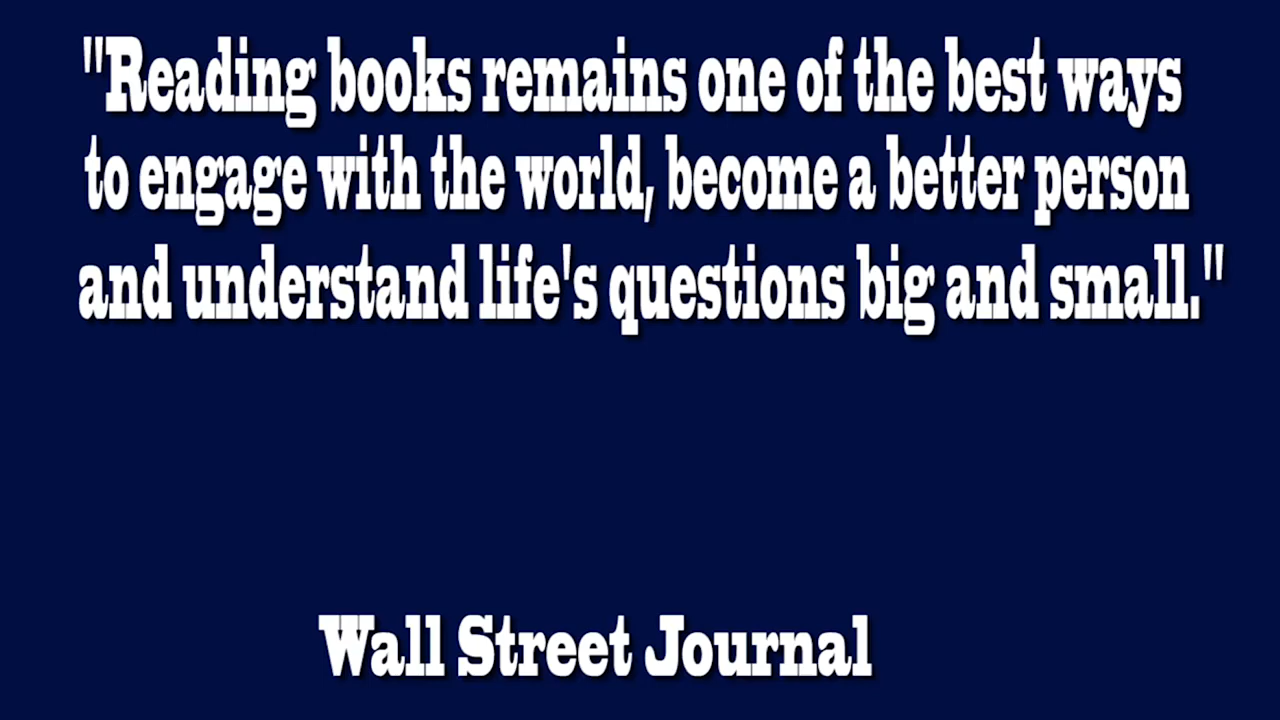 "Reading books remains one of the best ways
to engage with the world, become a better person
and understand life's questions big and small."
Wall Street Journal